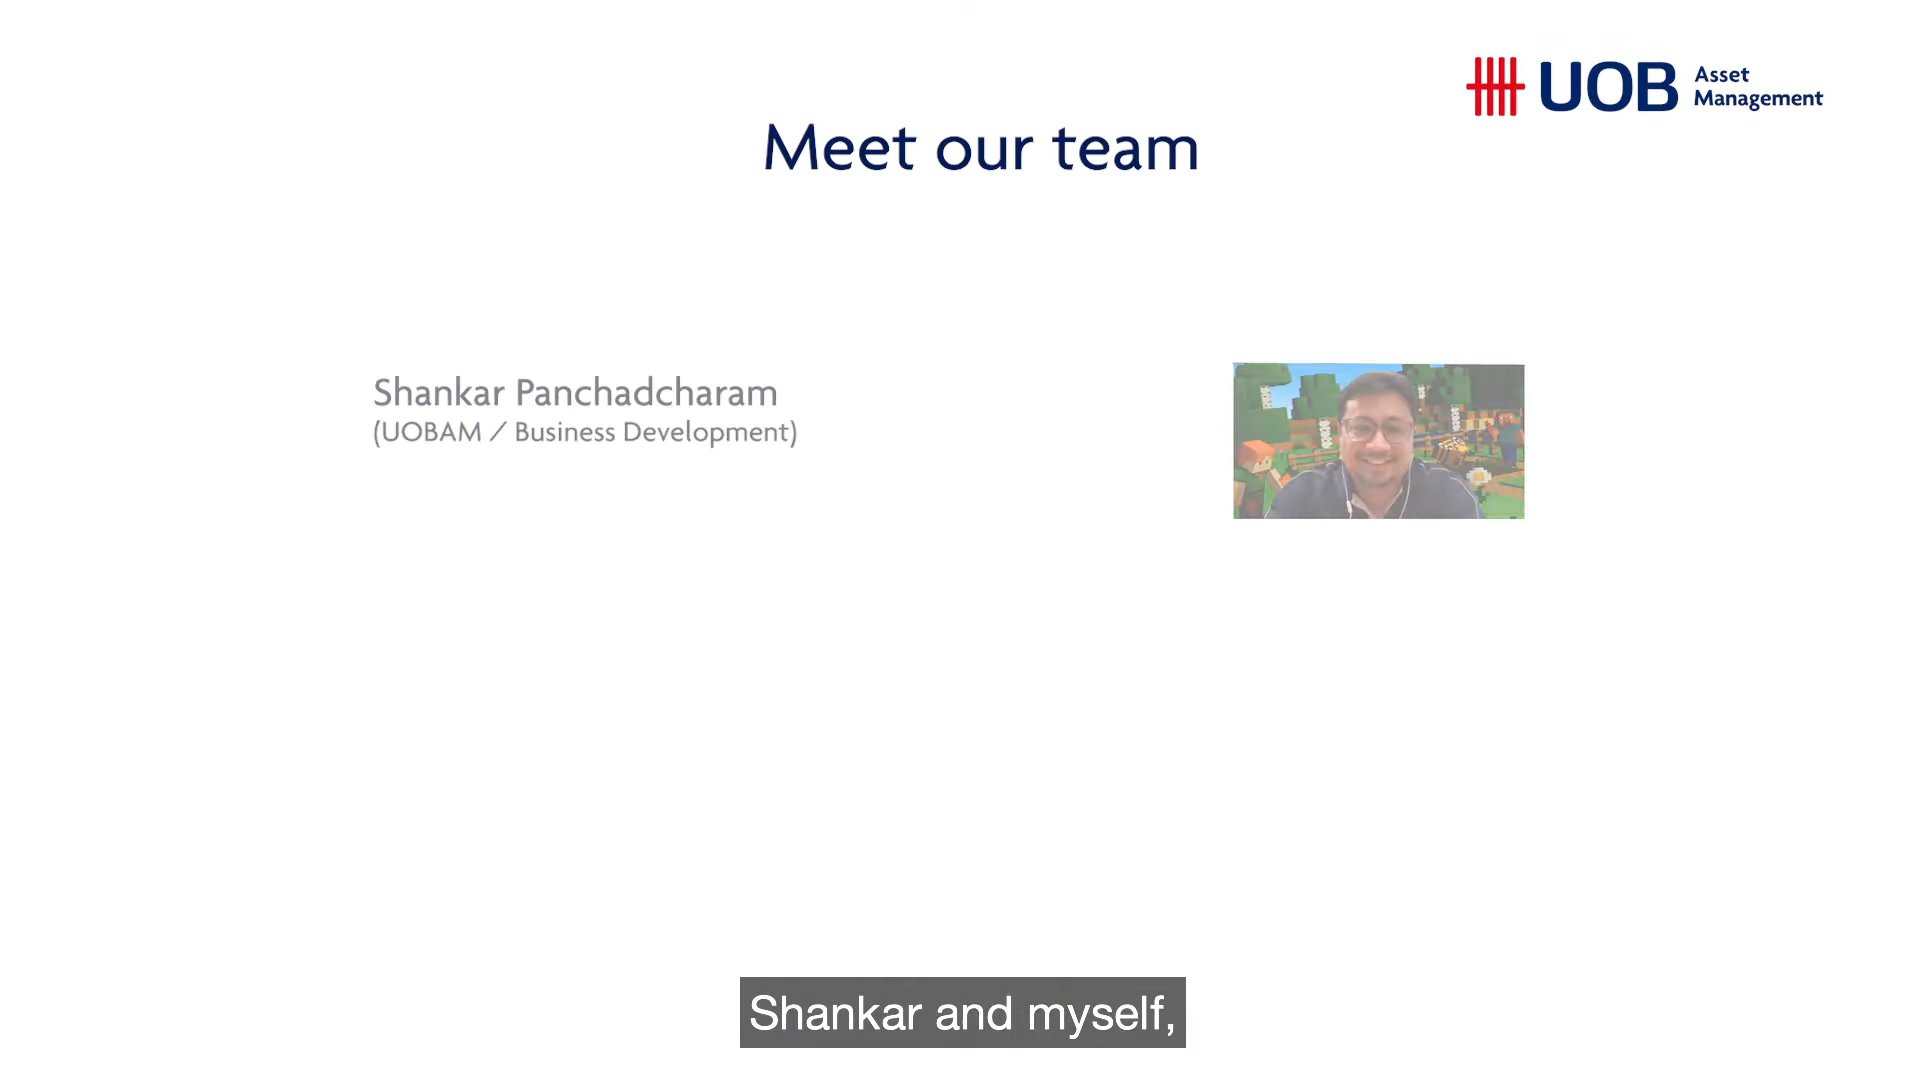 UOB Asset
Management
Meet our team
Shankar Panchadcharam
(UOBAM / Business Development)
Shankar and myself,